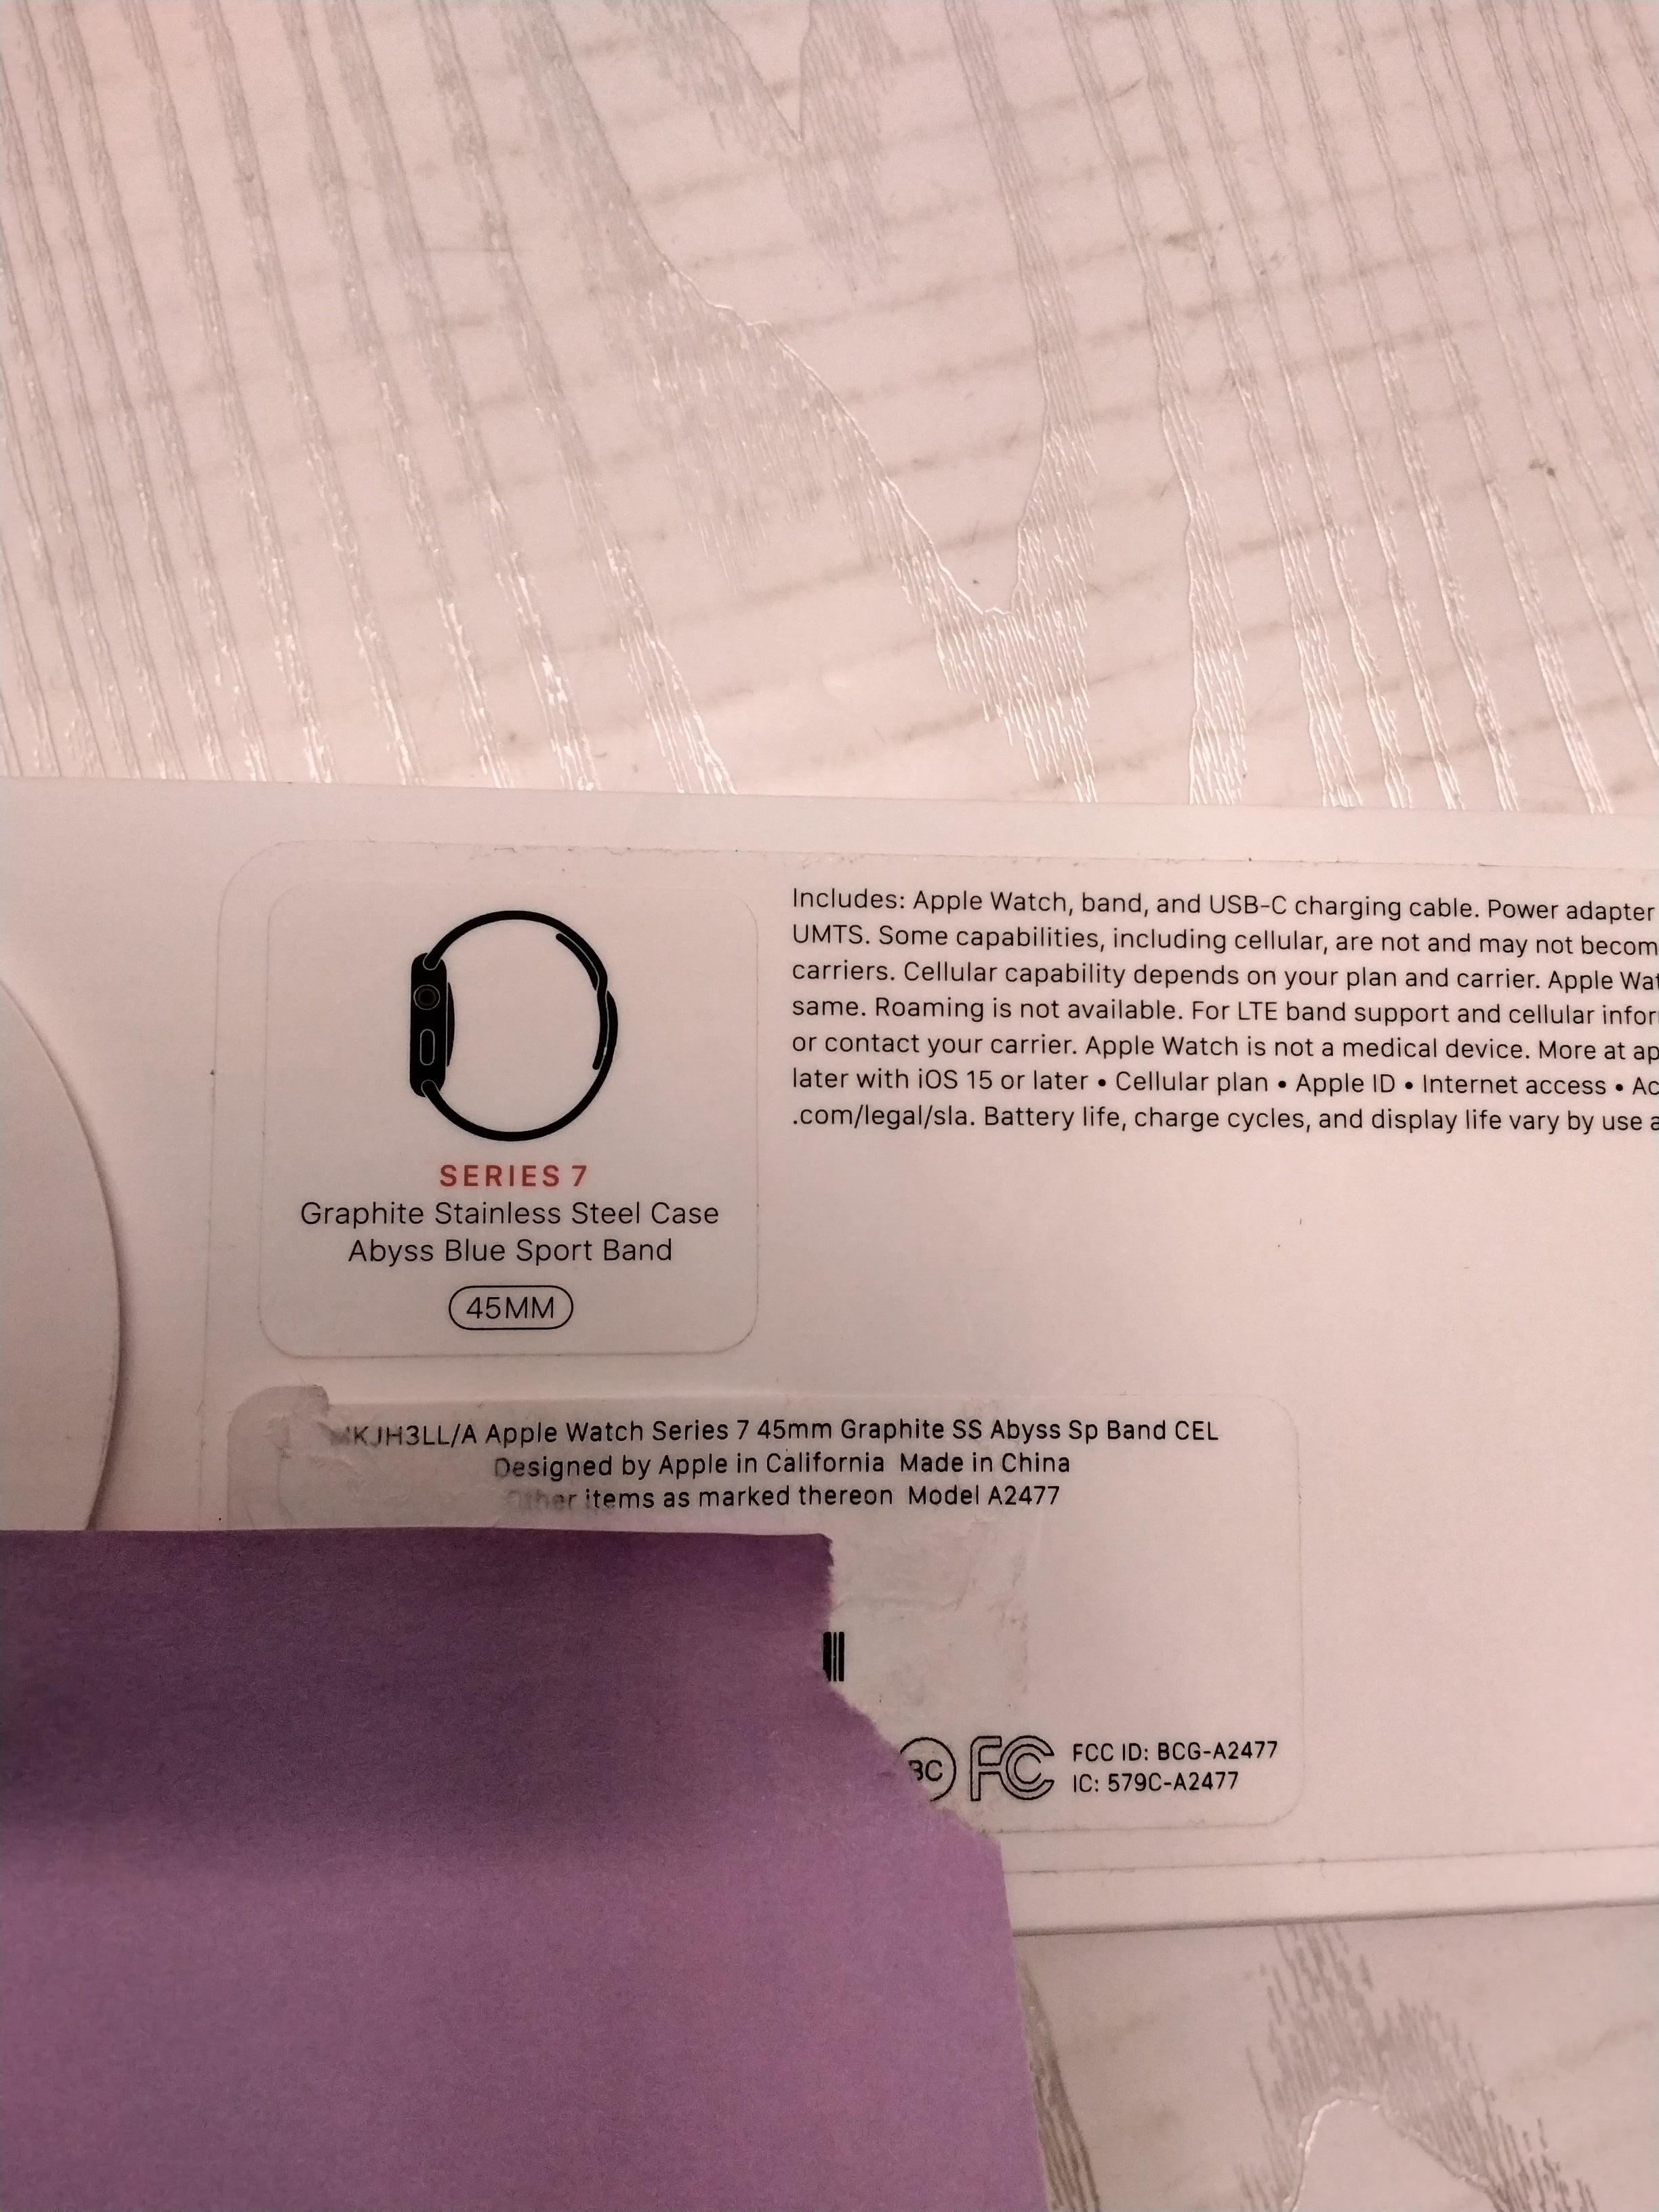 SERIES 7
Graphite Stainless Steel Case
Abyss Blue Sport Band
45MM
Includes: Apple Watch, band, and USB-C charging cable. Power adapter
UMTS. Some capabilities, including cellular, are not and may not becom
carriers. Cellular capability depends on your plan and carrier. Apple Wat
same. Roaming is not available. For LTE band support and cellular infor
or contact your carrier. Apple Watch is not a medical device. More at ap
later with iOS 15 or later • Cellular plan • Apple ID • Internet access • Ac
.com/legal/sla. Battery life, charge cycles, and display life vary by use a
MKJH3LL/A Apple Watch Series 7 45mm Graphite SS Abyss Sp Band CEL
Designed by Apple in California Made in China
Other items as marked thereon Model A2477
BC FC FCC ID: BCG-A2477
IC: 579C-A2477